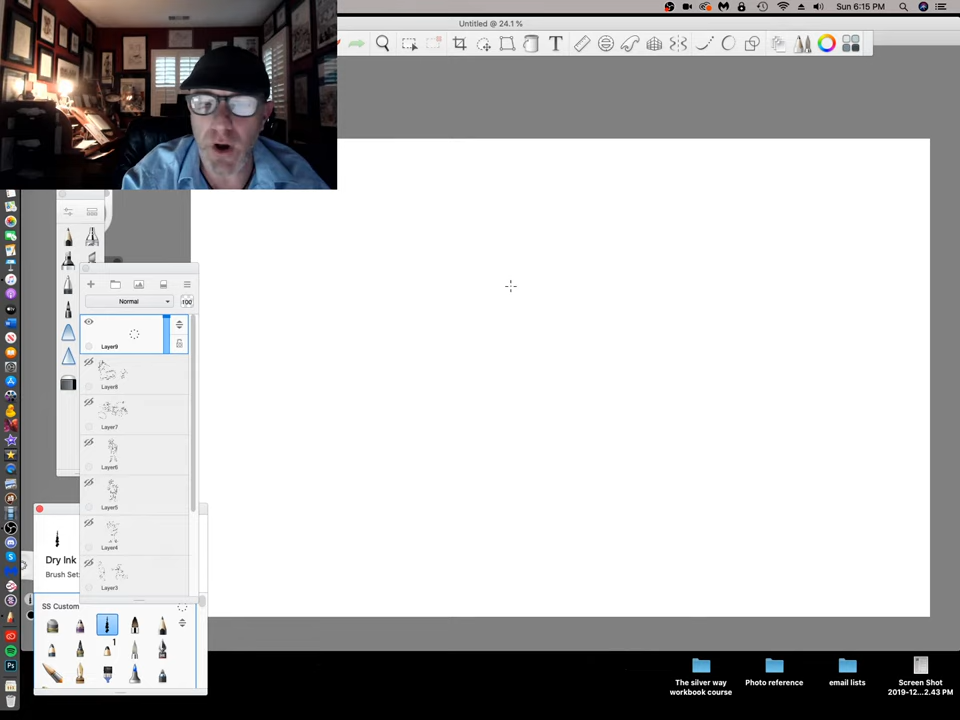 Sun 6:15 PM
Untitled @ 24.1 %
T
Normal
100
Layer9
Layer8
Layer7
Layer6
Layer5
Layer4
Layer3
Dry Ink
Brush Set:
SS Custom
1
Ps
The silver way
workbook course
Photo reference
email lists
Screen Shot
2019-12...2.43 PM